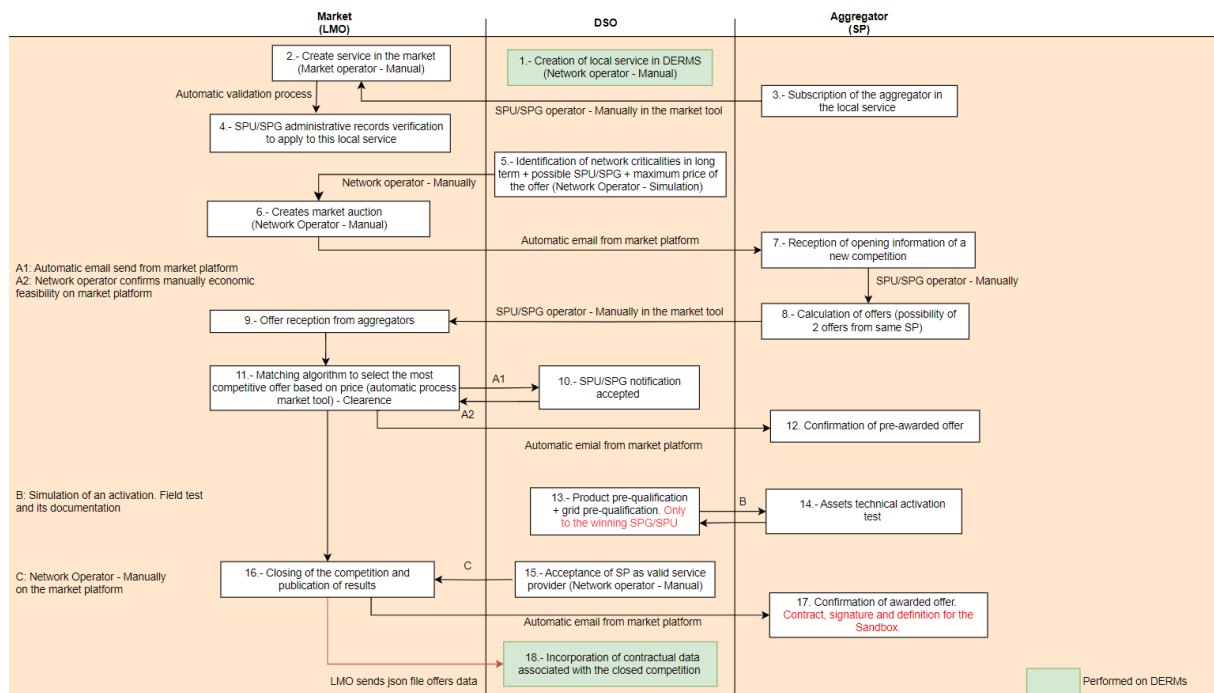 Market
(LMO)
DSO
Aggregator
(SP)
2.- Create service in the market
(Market operator - Manual)
1.- Creation of local service in DERMS
(Network operator - Manual)
Automatic validation process
SPU/SPG operator - Manually in the market tool
3.- Subscription of the aggregator in
the local service
4.- SPU/SPG administrative records verification
to apply to this local service
5.- Identification of network criticalities in long
term + possible SPU/SPG + maximum price of
the offer (Network Operator - Simulation)
Network operator - Manually
6.- Creates market auction
(Network Operator - Manual)
Automatic email from market platform
7.- Reception of opening information of a
new competition
A1: Automatic email send from market platform
A2: Network operator confirms manually economic
feasibility on market platform
SPU/SPG operator - Manually
9.- Offer reception from aggregators
SPU/SPG operator - Manually in the market tool
8.- Calculation of offers (possibility of
2 offers from same SP)
11.- Matching algorithm to select the most
competitive offer based on price (automatic process
market tool) - Clearence
A1
A2
10.- SPU/SPG notification
accepted
12. Confirmation of pre-awarded offer
Automatic emial from market platform
B: Simulation of an activation. Field test
and its documentation
13.- Product pre-qualification
+ grid pre-qualification. Only
to the winning SPG/SPU
B
14.- Assets technical activation
test
C: Network Operator - Manually
on the market platform
16.- Closing of the competition and
publication of results
C
15.- Acceptance of SP as valid service
provider (Network operator - Manual)
Automatic email from market platform
17. Confirmation of awarded offer.
Contract, signature and definition for the
Sandbox.
18.- Incorporation of contractual data
associated with the closed competition
LMO sends json file offers data
Performed on DERMs